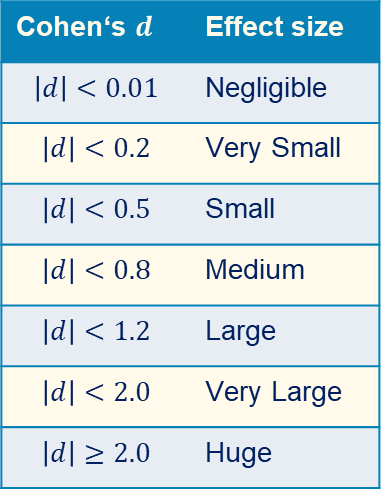 Cohen‘s d Effect size
|d| < 0.01 Negligible
|d| < 0.2 Very Small
|d| < 0.5 Small
|d| < 0.8 Medium
|d| < 1.2 Large
|d| < 2.0 Very Large
|d| ≥ 2.0 Huge